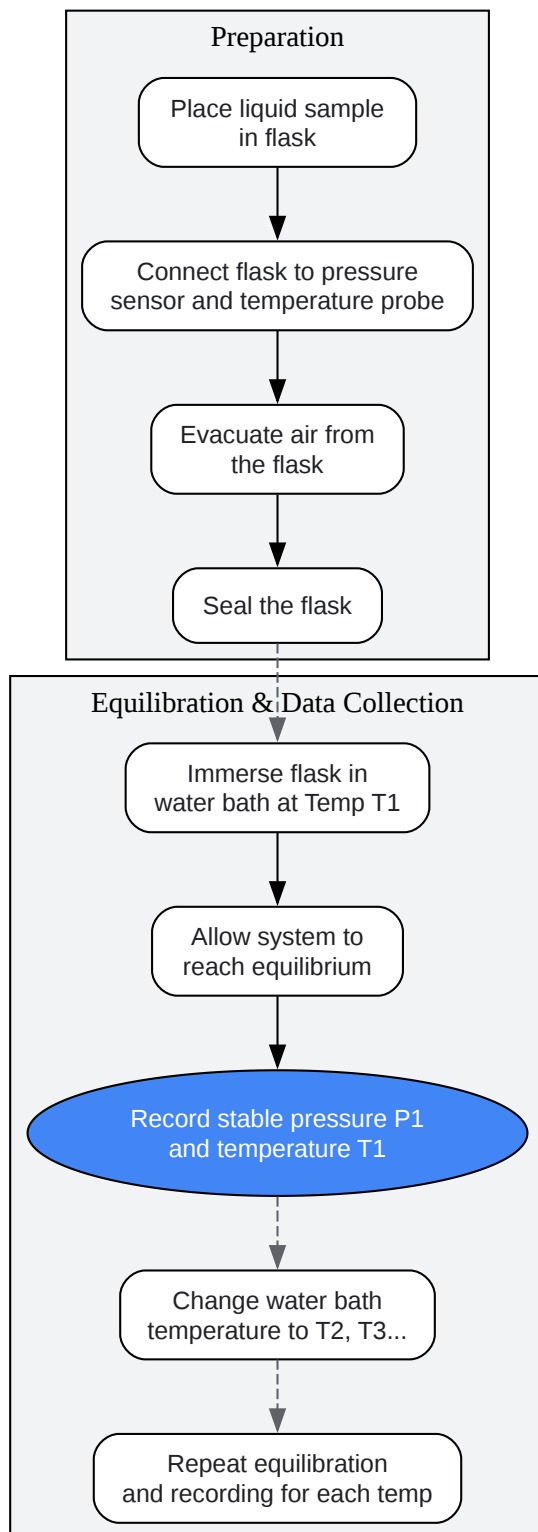 Preparation
Place liquid sample
in flask
Connect flask to pressure
sensor and temperature probe
Evacuate air from
the flask
Seal the flask
Equilibration & Data Collection
Immerse flask in
water bath at Temp T1
Allow system to
reach equilibrium
Record stable pressure P1
and temperature T1
Change water bath
temperature to T2, T3...
Repeat equilibration
and recording for each temp